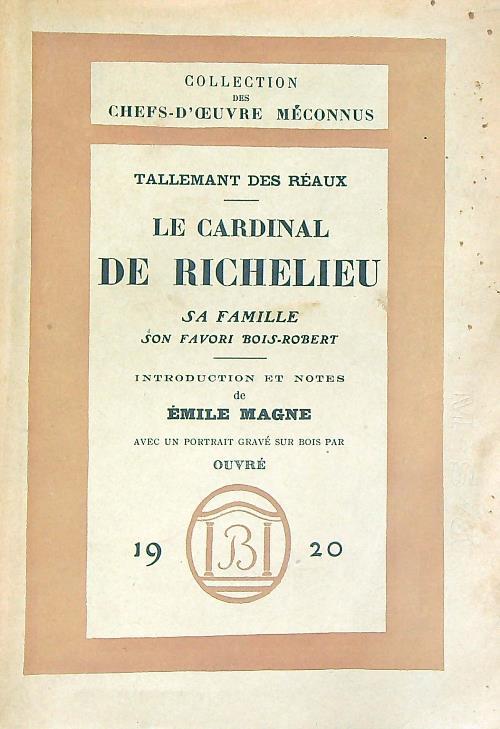 COLLECTION
DES
CHEFS-D'ŒUVRE MÉCONNUS
TALLEMANT DES RÉAUX
LE CARDINAL
DE RICHELIEU
SA FAMILLE
SON FAVORI BOIS-ROBERT
INTRODUCTION ET NOTES
de
ÉMILE MAGNE
AVEC UN PORTRAIT GRAVÉ SUR BOIS PAR
OUVRÉ
19 B 20